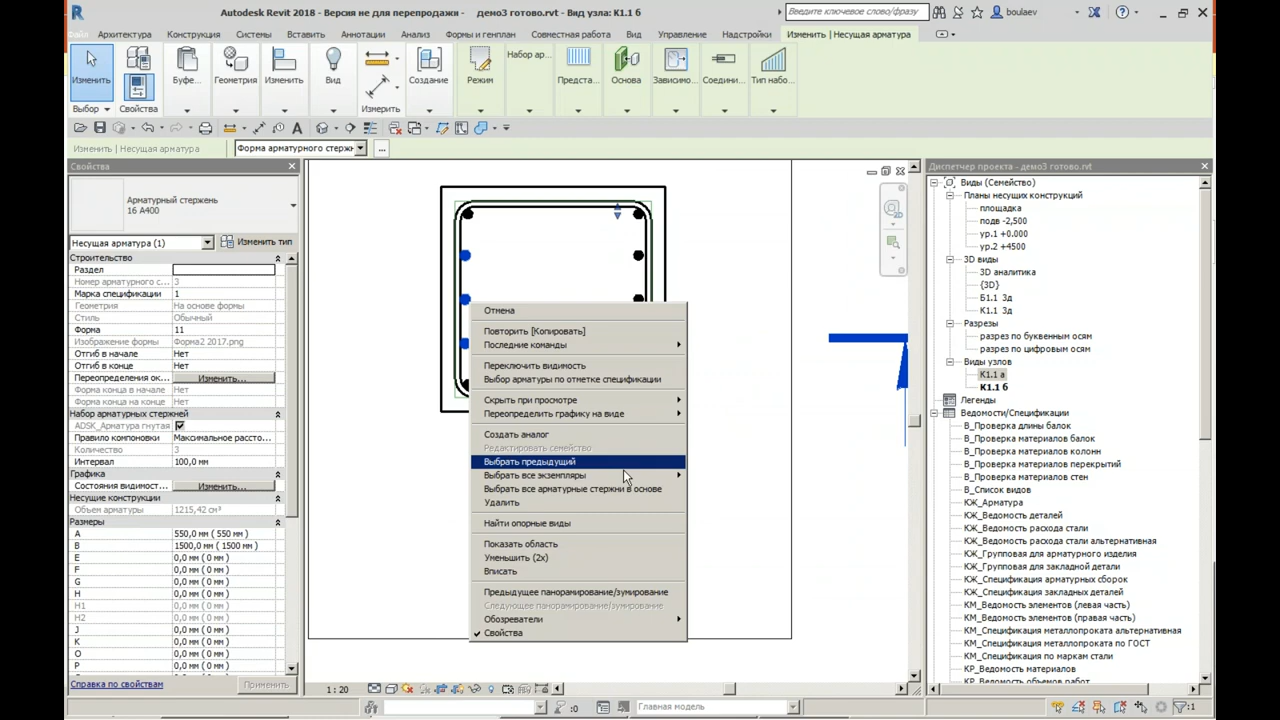 Autodesk Revit 2018 - Версия не для перепродажи - демо3 готово.rvt - Вид узла: К1.1 б
Введите ключевое слово/фразу
boulaev
Файл Архитектура Конструкция Системы Вставить Аннотации Анализ Формы и генплан Совместная работа Вид Управление Надстройки Изменить | Несущая арматура
Изменить Буфе... Геометрия Изменить Вид Создание Режим Набор ар... Предста... Основа Зависимо... Соедини... Тип набо...
Выбор Свойства Измерить
Изменить | Несущая арматура
Форма арматурного стержн
...
Свойства
Арматурный стержень
16 А400
Несущая арматура (1)
Изменить тип
Строительство
Раздел
Номер арматурного с... 3
Марка спецификации 1
Геометрия На основе формы
Стиль Обычный
Форма 11
Изображение формы Форма2 2017.png
Отгиб в начале Нет
Отгиб в конце Нет
Переопределения ок... Изменить...
Форма конца в начале Нет
Форма конца в конце Нет
Набор арматурных стержней
ADSK_Арматура гнутая
Правило компоновки Максимальное рассто...
Количество 3
Интервал 100,0 мм
Графика
Состояния видимост... Изменить...
Несущие конструкции
Объем арматуры 1215,42 см³
Размеры
A 550,0 мм ( 550 мм )
B 1500,0 мм ( 1500 мм )
E 0,0 мм ( 0 мм )
F 0,0 мм ( 0 мм )
G 0,0 мм ( 0 мм )
H 0,0 мм ( 0 мм )
H1 0,0 мм ( 0 мм )
H2 0,0 мм ( 0 мм )
J 0,0 мм ( 0 мм )
K 0,0 мм ( 0 мм )
O 0,0 мм ( 0 мм )
P 0,0 мм ( 0 мм )
Справка по свойствам
Применить
Отмена
Повторить [Копировать]
Последние команды
Переключить видимость
Выбор арматуры по отметке спецификации
Скрыть при просмотре
Переопределить графику на виде
Создать аналог
Редактировать семейство
Выбрать предыдущий
Выбрать все экземпляры
Выбрать все арматурные стержни в основе
Удалить
Найти опорные виды
Показать область
Уменьшить (2x)
Вписать
Предыдущее панорамирование/зумирование
Следующее панорамирование/зумирование
Обозреватели
Свойства
1 : 20
:0
Главная модель
:1
Диспетчер проекта - демо3 готово.rvt
Виды (Семейство)
Планы несущих конструкций
площадка
подв -2,500
ур.1 +0.000
ур.2 +4500
3D виды
3D аналитика
{3D}
Б1.1 3д
К1.1 3д
Разрезы
разрез по буквенным осям
разрез по цифровым осям
Виды узлов
К1.1 а
К1.1 б
Легенды
Ведомости/Спецификации
В_Проверка длины балок
В_Проверка материалов балок
В_Проверка материалов колонн
В_Проверка материалов перекрытий
В_Проверка материалов стен
В_Список видов
КЖ_Арматура
КЖ_Ведомость деталей
КЖ_Ведомость расхода стали
КЖ_Ведомость расхода стали альтернативная
КЖ_Групповая для арматурного изделия
КЖ_Групповая для закладной детали
КЖ_Спецификация арматурных сборок
КЖ_Спецификация закладных деталей
КМ_Ведомость элементов (левая часть)
КМ_Ведомость элементов (правая часть)
КМ_Спецификация металлопроката альтернативная
КМ_Спецификация металлопроката по ГОСТ
КМ_Спецификация по маркам стали
КР_Ведомость материалов
КР_Ведомость объемов работ